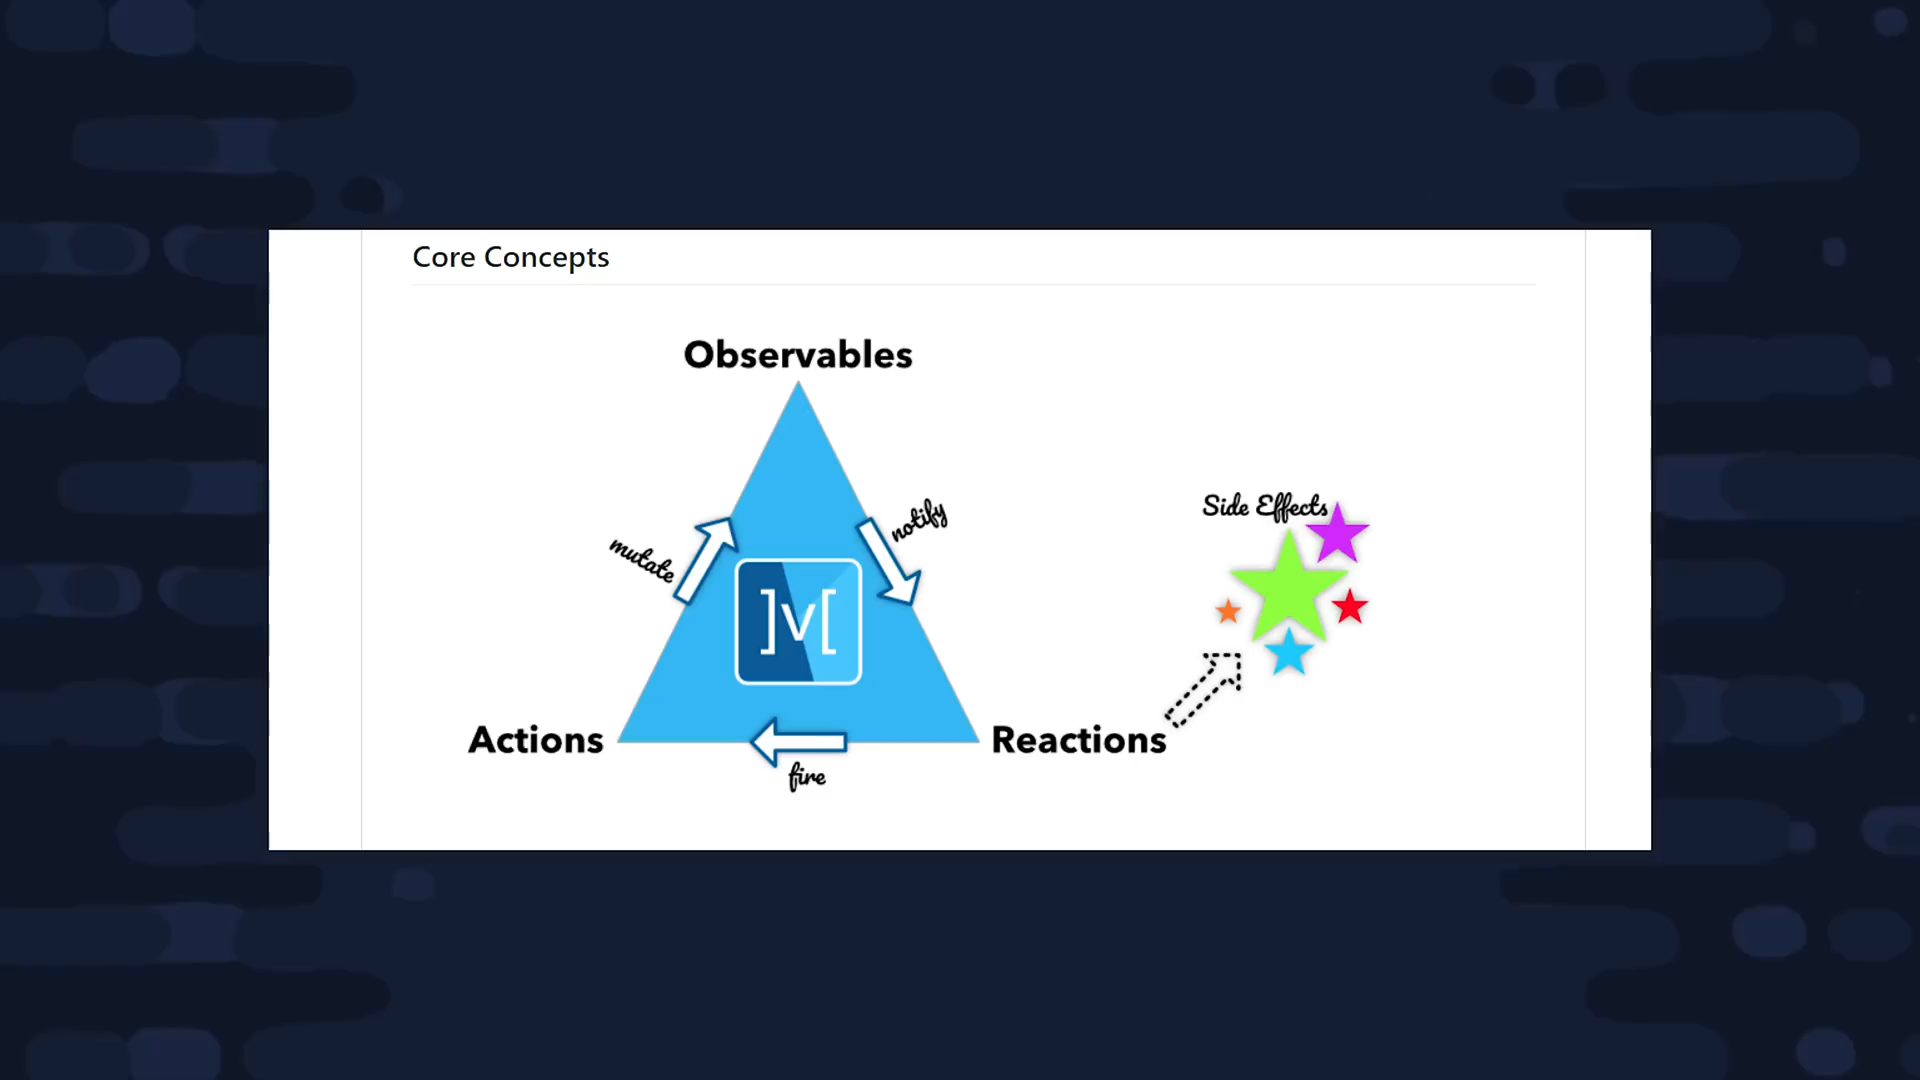 Core Concepts
Observables
Side Effects
notify
mutate
]v[
Actions
Reactions
fire